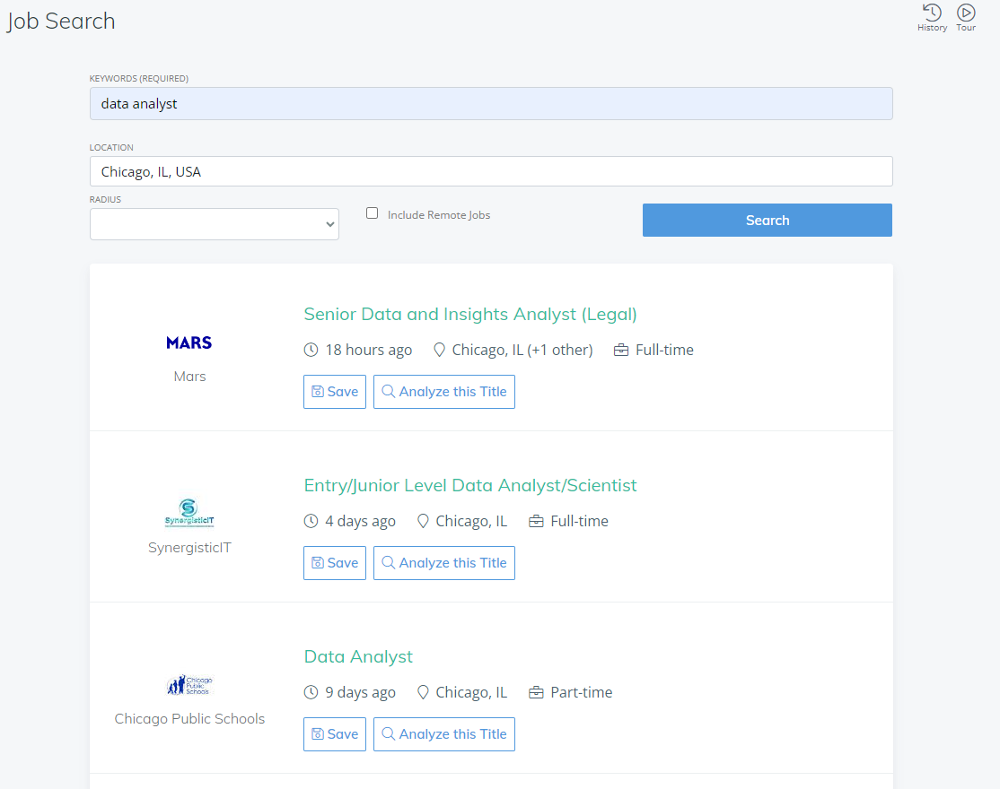 Job Search
History
Tour
KEYWORDS (REQUIRED)
data analyst
LOCATION
Chicago, IL, USA
RADIUS
Include Remote Jobs
Search
MARS
Mars
Senior Data and Insights Analyst (Legal)
18 hours ago Chicago, IL (+1 other) Full-time
Save Analyze this Title
SynergisticIT
SynergisticIT
Entry/Junior Level Data Analyst/Scientist
4 days ago Chicago, IL Full-time
Save Analyze this Title
Chicago
Public
Schools
Chicago Public Schools
Data Analyst
9 days ago Chicago, IL Part-time
Save Analyze this Title